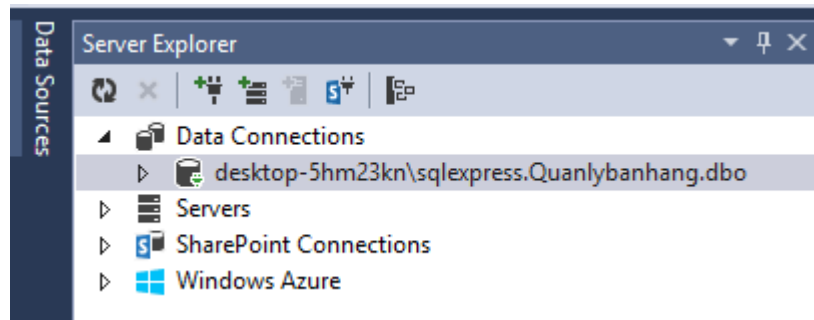 Data Sources
Server Explorer
Data Connections
desktop-5hm23kn\sqlexpress.Quanlybanhang.dbo
Servers
SharePoint Connections
Windows Azure